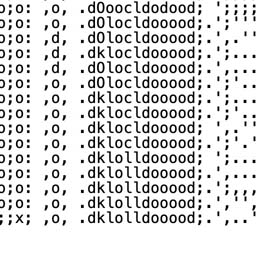 o;o: ,o, .dOoocldodood; ';;;;
o;o: ,o, .dOlocldooood;.';'''
o;o: ,d, .dOlocldooood;.',.''
o;o: ,o, .dklocldooood;.';...
o;o: ,d, .dOlocldooood;.',...
o;o: ,o, .dOlocldooood;.';'..
o;o: ,o, .dklocldooood;.';...
o;o: ,o, .dklocldooood;.';'..
o;o: ,o, .dklocldooood; ',.''
o;o: ,o, .dklocldooood;.';'.'
o;o: ,o, .dklolldooood; ';...
o;o: ,o, .dklolldooood;.',...
o;o: ,o, .dklolldooood;.';,,,
o;o: ,o, .dklolldooood;.','',
;;x; ,o, .dklolldooood;.',..'